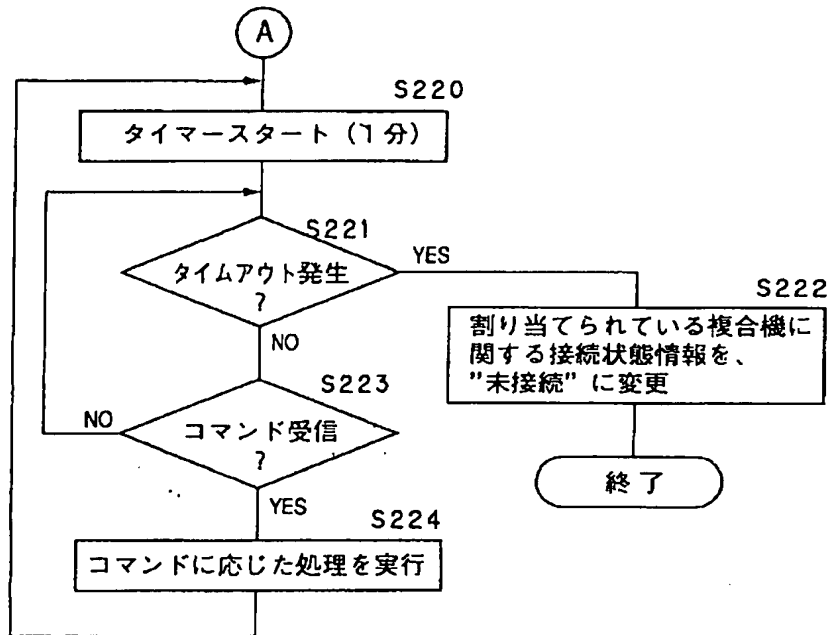 A
S220
タイマースタート (1分)
S221
タイムアウト発生
?
YES
NO
S222
割り当てられている複合機に
関する接続状態情報を、
"未接続" に変更
S223
コマンド受信
?
NO
YES
終了
S224
コマンドに応じた処理を実行